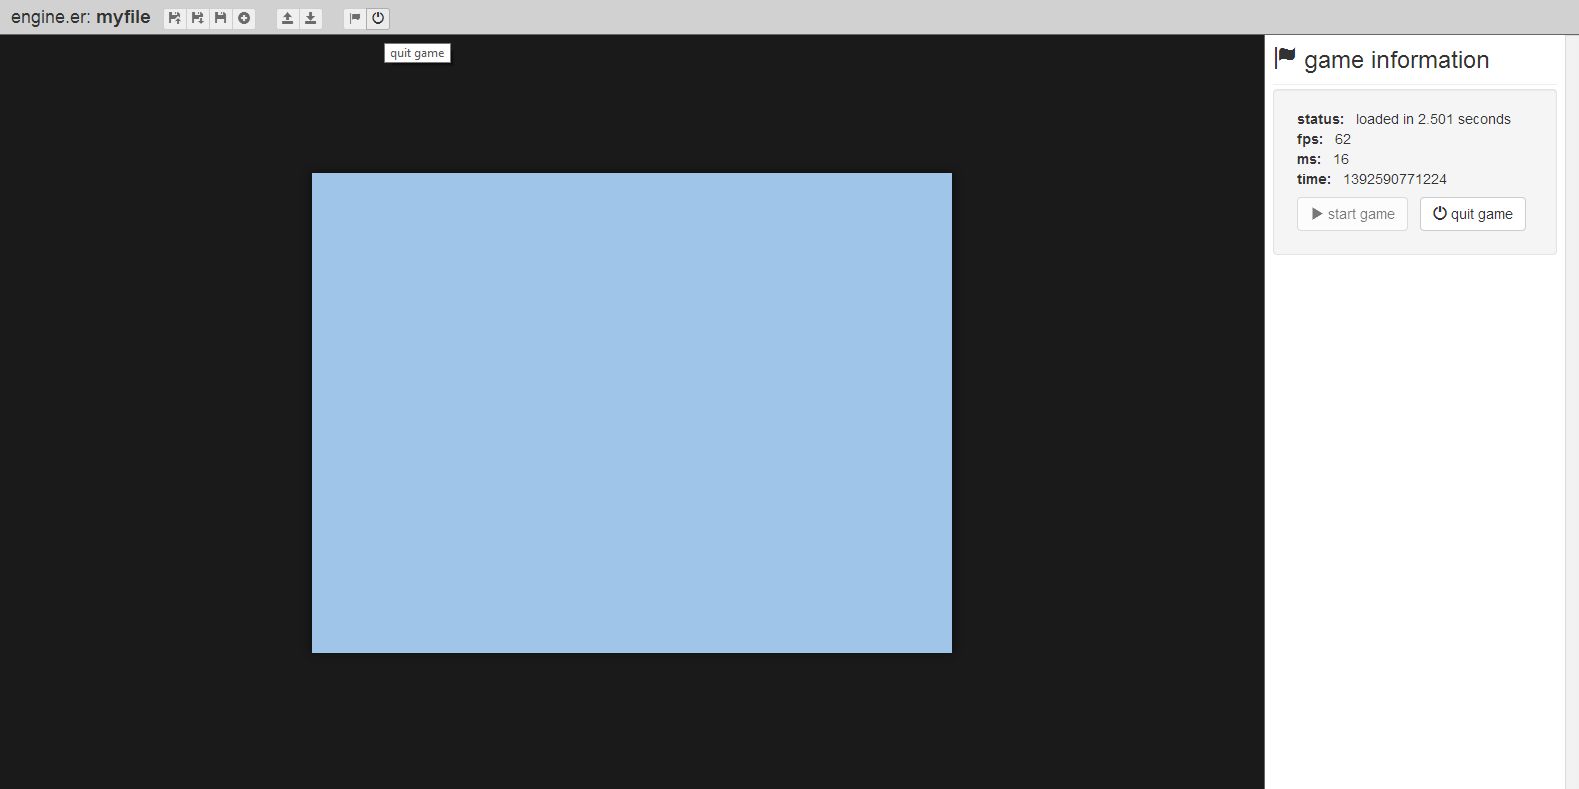 engine.er: myfile
quit game
game information
status: loaded in 2.501 seconds
fps: 62
ms: 16
time: 1392590771224
start game quit game